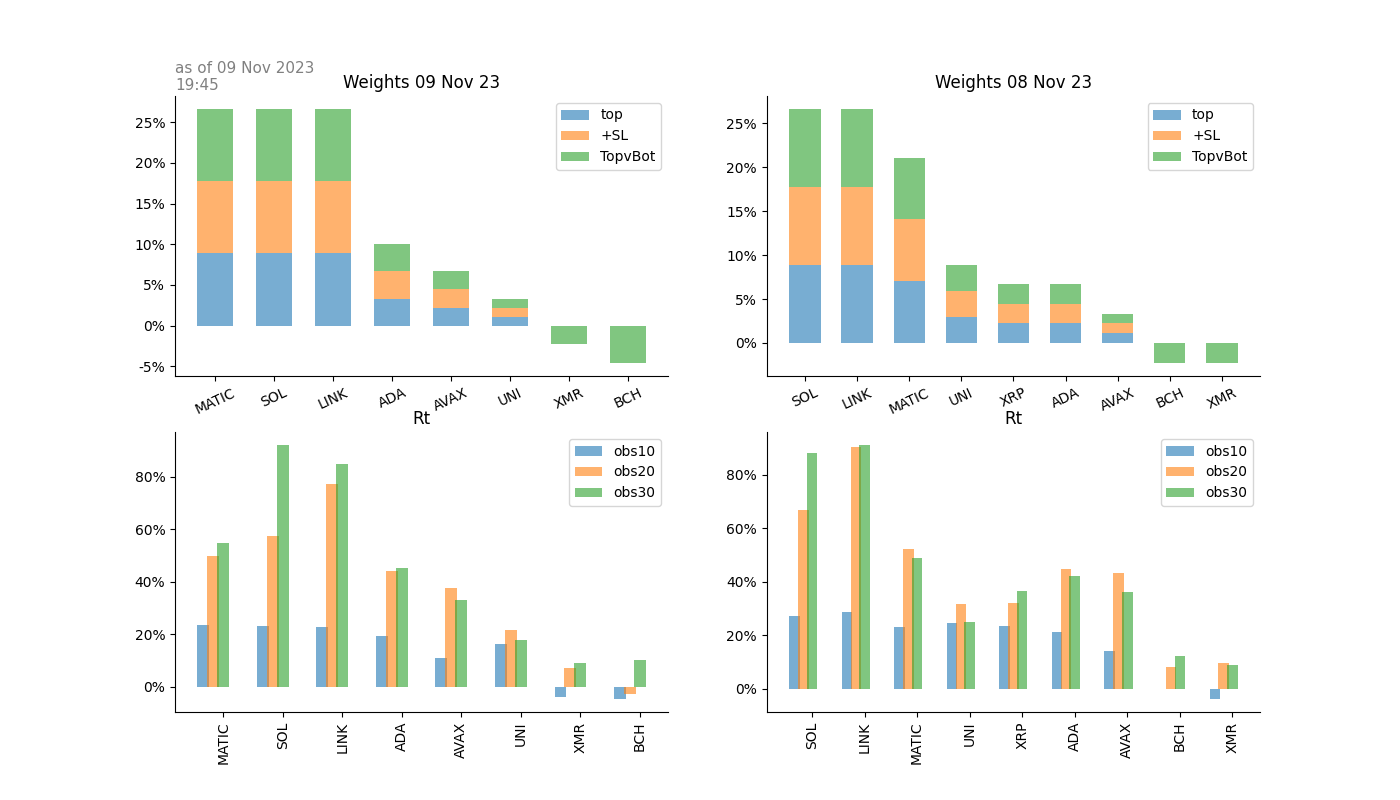 as of 09 Nov 2023
19:45
Weights 09 Nov 23
25%
20%
15%
10%
5%
0%
-5%
top
+SL
TopvBot
MATIC SOL LINK ADA AVAX UNI XMR BCH
Weights 08 Nov 23
25%
20%
15%
10%
5%
0%
top
+SL
TopvBot
SOL LINK MATIC UNI XRP ADA AVAX BCH XMR
Rt
80%
60%
40%
20%
0%
obs10
obs20
obs30
MATIC SOL LINK ADA AVAX UNI XMR BCH
Rt
80%
60%
40%
20%
0%
obs10
obs20
obs30
SOL LINK MATIC UNI XRP ADA AVAX BCH XMR